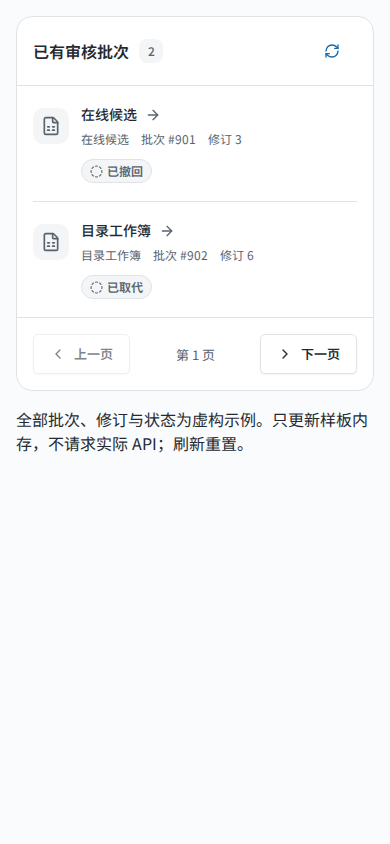 已有审核批次 2
在线候选
在线候选 批次 #901 修订 3
已撤回
目录工作簿
目录工作簿 批次 #902 修订 6
已取代
上一页 第 1 页 下一页
全部批次、修订与状态为虚构示例。只更新样板内
存，不请求实际 API；刷新重置。